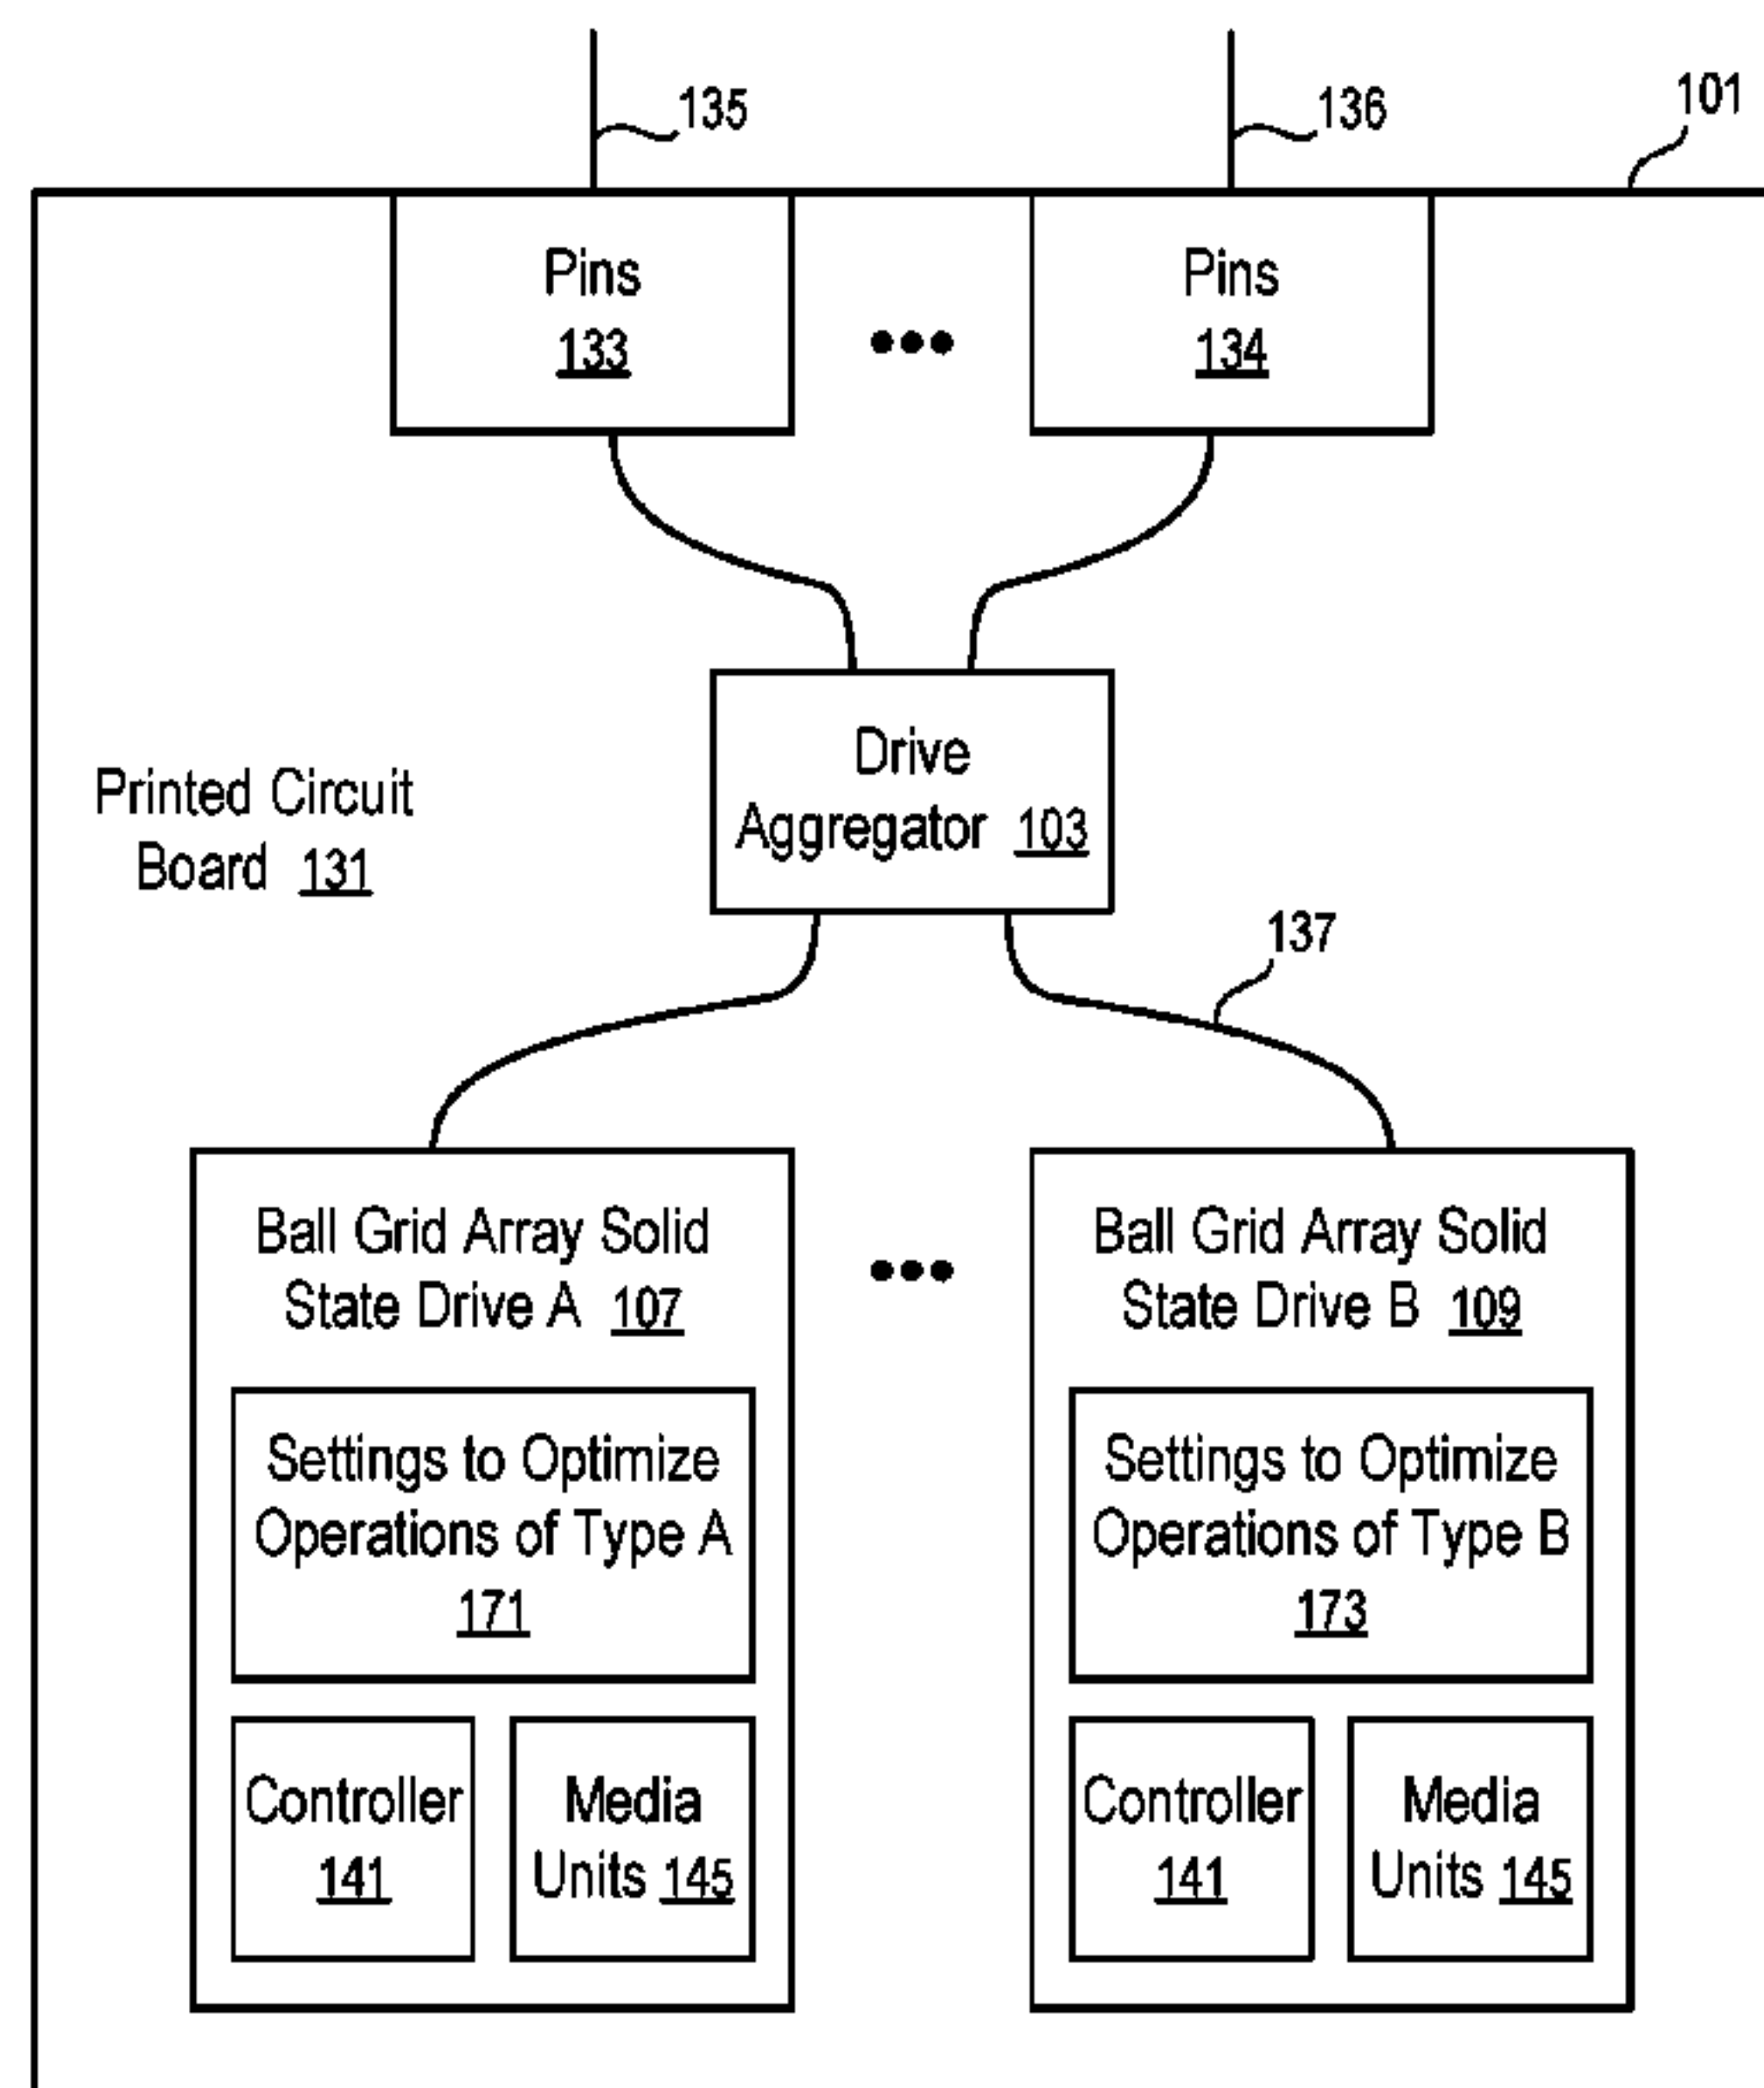 135
136
101
Pins
133
Pins
134
Drive
Aggregator 103
Printed Circuit
Board 131
137
Ball Grid Array Solid
State Drive A 107
Ball Grid Array Solid
State Drive B 109
Settings to Optimize
Operations of Type A
171
Settings to Optimize
Operations of Type B
173
Controller
141
Media
Units 145
Controller
141
Media
Units 145